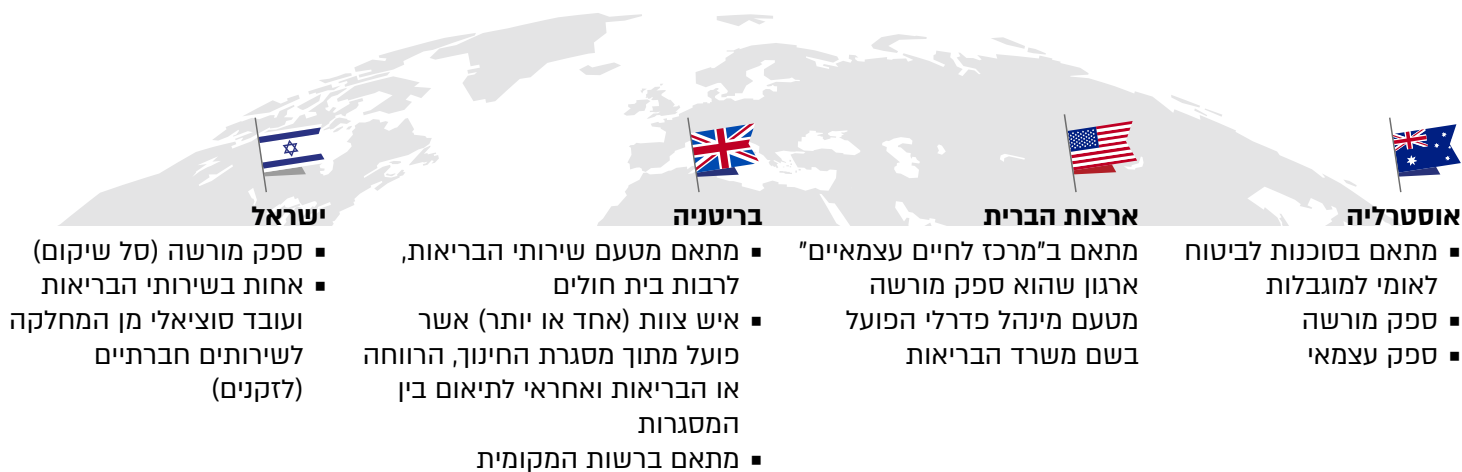 אוסטרליה
▪ מתאם בסוכנות לביטוח
לאומי למוגבלות
▪ ספק מורשה
▪ ספק עצמאי
ארצות הברית
מתאם ב"מרכז לחיים עצמאיים"
ארגון שהוא ספק מורשה
מטעם מינהל פדרלי הפועל
בשם משרד הבריאות
בריטניה
▪ מתאם מטעם שירותי הבריאות,
לרבות בית חולים
▪ איש צוות (אחד או יותר) אשר
פועל מתוך מסגרת החינוך, הרווחה
או הבריאות ואחראי לתיאום בין
המסגרות
▪ מתאם ברשות המקומית
ישראל
▪ ספק מורשה (סל שיקום)
▪ אחות בשירותי הבריאות
ועובד סוציאלי מן המחלקה
לשירותים חברתיים
(לזקנים)